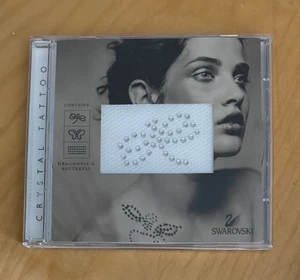 CRYSTAL TATTOO
CONTAINS
DRAGONFLY &
BUTTERFLY
SWAROVSKI